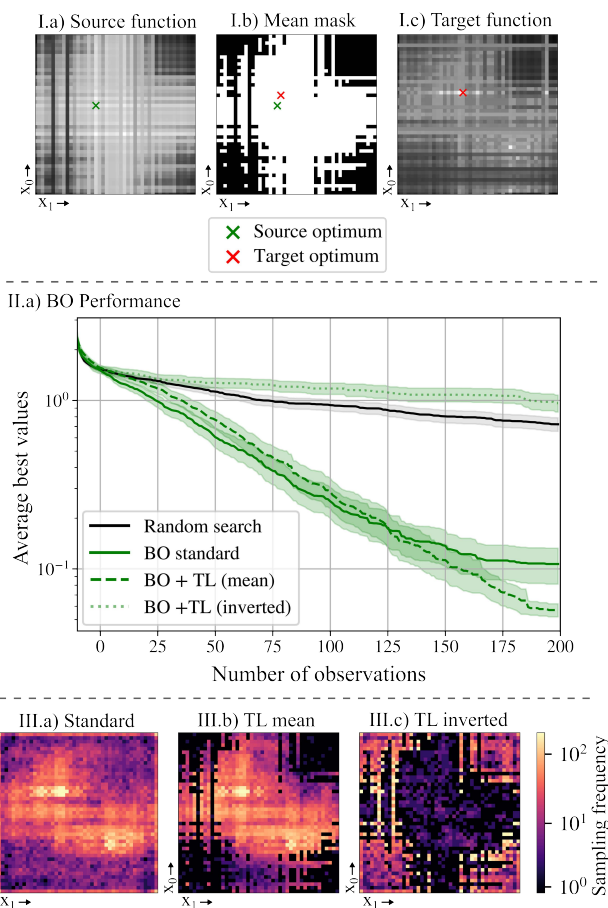 I.a) Source function I.b) Mean mask I.c) Target function
x0 → x0 → x0 →
x1 → x1 → x1 →
Source optimum
Target optimum
II.a) BO Performance
Average best values
10^0
10^-1
Random search
BO standard
BO + TL (mean)
BO +TL (inverted)
0 25 50 75 100 125 150 175 200
Number of observations
III.a) Standard III.b) TL mean III.c) TL inverted
10^2
10^1
10^0
Sampling frequency
x0 →
x1 → x1 → x1 →